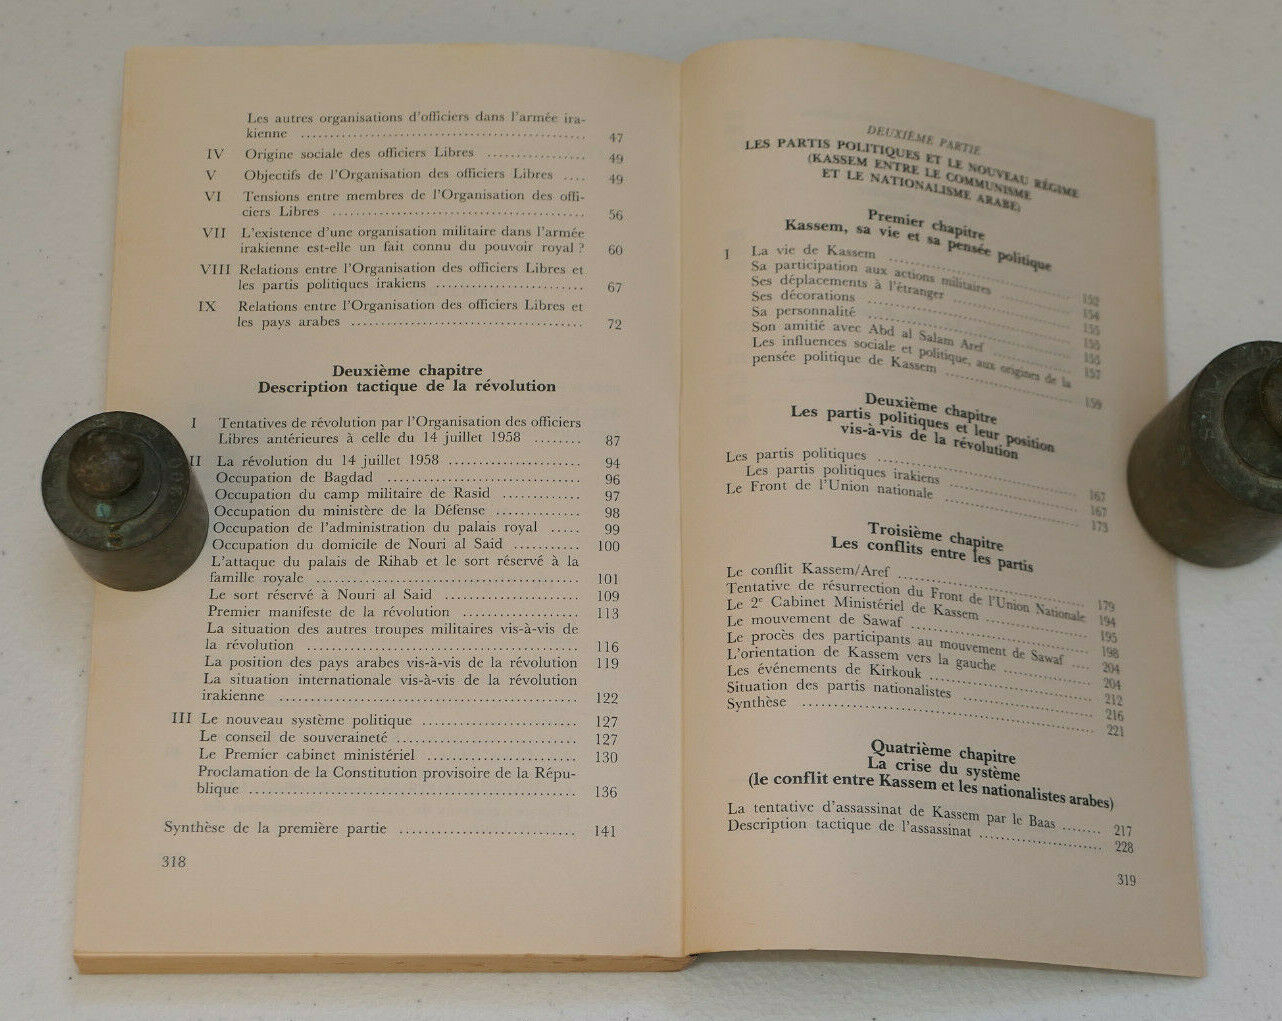 Les autres organisations d'officiers dans l'armée ira-
kienne ........................................ 47
IV Origine sociale des officiers Libres ................. 49
V Objectifs de l'Organisation des officiers Libres .... 49
VI Tensions entre membres de l'Organisation des offi-
ciers Libres .................................... 56
VII L'existence d'une organisation militaire dans l'armée
irakienne est-elle un fait connu du pouvoir royal ? 60
VIII Relations entre l'Organisation des officiers Libres et
les partis politiques irakiens ..................... 67
IX Relations entre l'Organisation des officiers Libres et
les pays arabes ................................. 72
Deuxième chapitre
Description tactique de la révolution
I Tentatives de révolution par l'Organisation des officiers
Libres antérieures à celle du 14 juillet 1958 ........ 87
II La révolution du 14 juillet 1958 ................... 94
Occupation de Bagdad ............................ 96
Occupation du camp militaire de Rasid ............ 97
Occupation du ministère de la Défense ............ 98
Occupation de l'administration du palais royal ..... 99
Occupation du domicile de Nouri al Said .......... 100
L'attaque du palais de Rihab et le sort réservé à la
famille royale ..................................... 101
Le sort réservé à Nouri al Said ................... 109
Premier manifeste de la révolution ................. 113
La situation des autres troupes militaires vis-à-vis de
la révolution ....................................... 116
La position des pays arabes vis-à-vis de la révolution 119
La situation internationale vis-à-vis de la révolution
irakienne ........................................... 122
III Le nouveau système politique ...................... 127
Le conseil de souveraineté .......................... 127
Le Premier cabinet ministériel ...................... 130
Proclamation de la Constitution provisoire de la Répu-
blique ............................................... 136
Synthèse de la première partie .......................... 141
318
DEUXIÈME PARTIE
LES PARTIS POLITIQUES ET LE NOUVEAU RÉGIME
(KASSEM ENTRE LE COMMUNISME
ET LE NATIONALISME ARABE)
Premier chapitre
Kassem, sa vie et sa pensée politique
I La vie de Kassem .......................... 152
Sa participation aux actions militaires ............ 154
Ses déplacements à l'étranger .................... 155
Ses décorations ................................ 155
Sa personnalité ................................ 155
Son amitié avec Abd al Salam Aref ............... 157
Les influences sociale et politique, aux origines de la
pensée politique de Kassem ..................... 159
Deuxième chapitre
Les partis politiques et leur position
vis-à-vis de la révolution
Les partis politiques ............................ 167
Les partis politiques irakiens .................... 167
Le Front de l'Union nationale .................... 173
Troisième chapitre
Les conflits entre les partis
Le conflit Kassem/Aref .......................... 179
Tentative de résurrection du Front de l'Union Nationale 194
Le 2e Cabinet Ministériel de Kassem ............... 195
Le mouvement de Sawaf ........................... 198
Le procès des participants au mouvement de Sawaf .... 204
L'orientation de Kassem vers la gauche ............. 204
Les événements de Kirkouk ........................ 212
Situation des partis nationalistes ................... 216
Synthèse ........................................ 221
Quatrième chapitre
La crise du système
(le conflit entre Kassem et les nationalistes arabes)
La tentative d'assassinat de Kassem par le Baas ........ 217
Description tactique de l'assassinat ................... 228
319